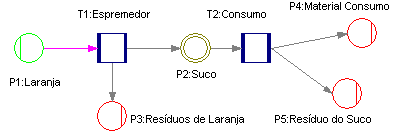 T1:Espremedor
T2:Consumo
P4:Material Consumo
P1:Laranja
P2:Suco
P3:Resíduos de Laranja
P5:Resíduo do Suco